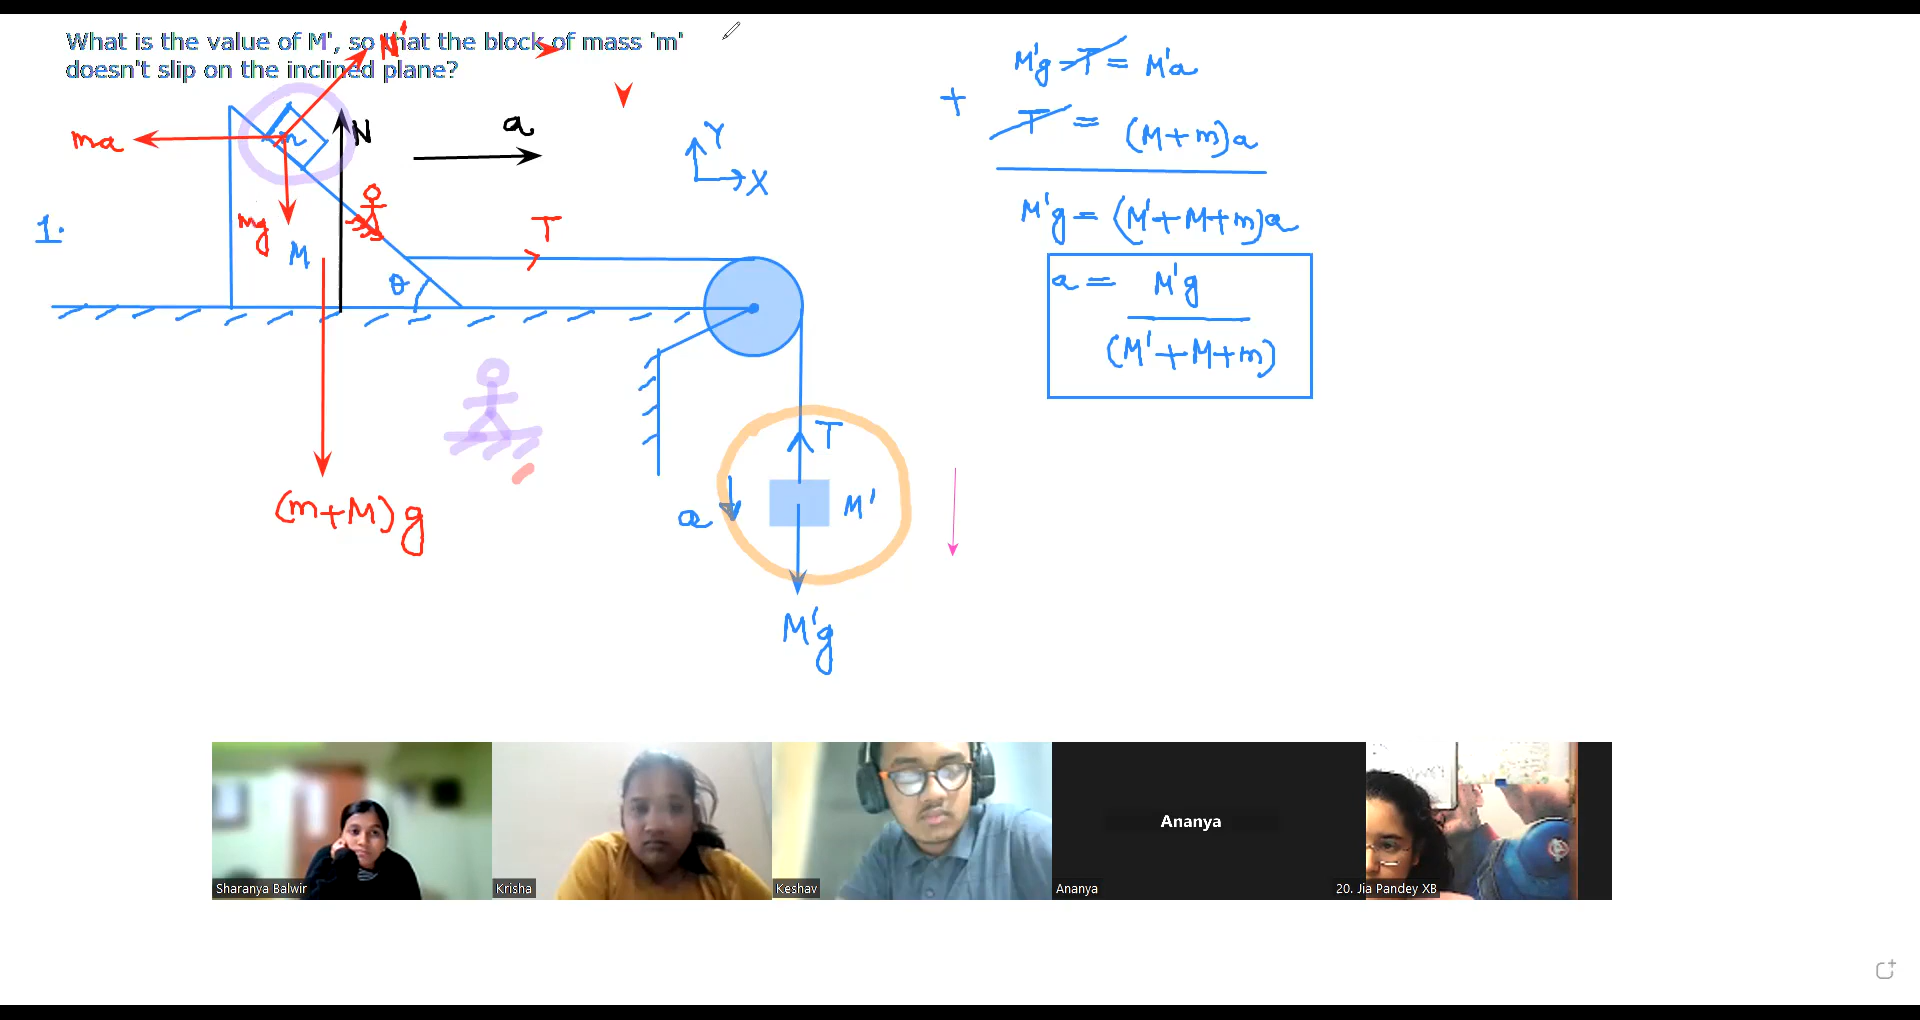 What is the value of M', so that the block of mass 'm'
doesn't slip on the inclined plane?
N'
ma
m
N
a
mg
M
1.
T
θ
Y
X
(m+M)g
T
a
M'
M'g
M'g-T = M'a
+
T = (M+m)a
M'g = (M'+M+m)a
a = M'g
(M'+M+m)
Sharanya Balwir
Krisha
Keshav
Ananya
Ananya
20. Jia Pandey XB